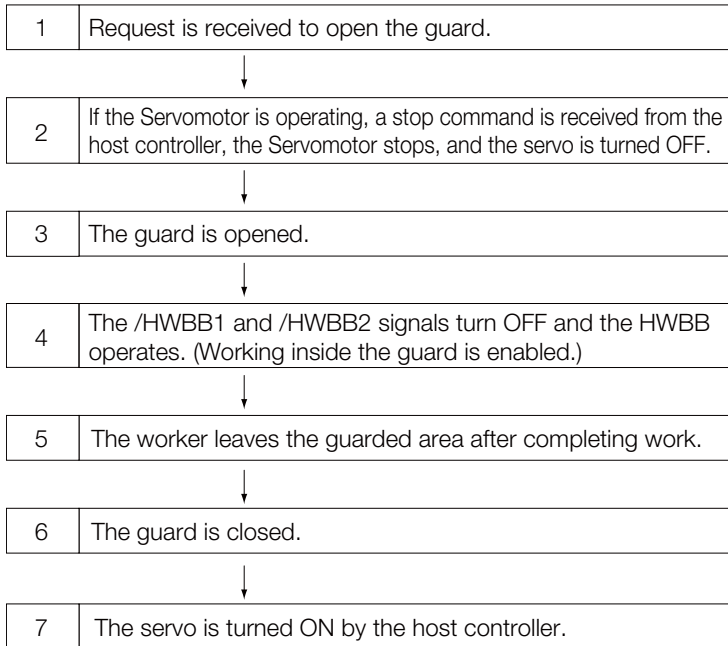 1 Request is received to open the guard.
2 If the Servomotor is operating, a stop command is received from the
host controller, the Servomotor stops, and the servo is turned OFF.
3 The guard is opened.
4 The /HWBB1 and /HWBB2 signals turn OFF and the HWBB
operates. (Working inside the guard is enabled.)
5 The worker leaves the guarded area after completing work.
6 The guard is closed.
7 The servo is turned ON by the host controller.